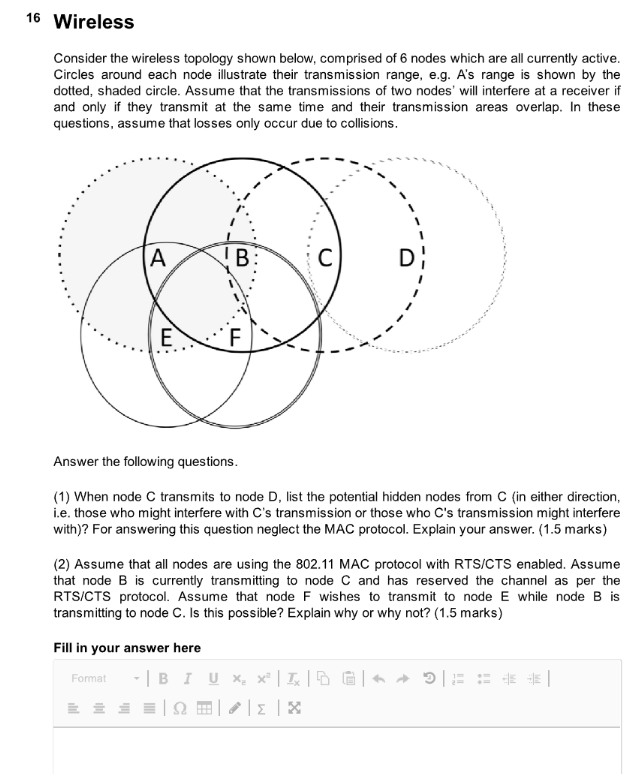 16 Wireless
Consider the wireless topology shown below, comprised of 6 nodes which are all currently active.
Circles around each node illustrate their transmission range, e.g. A's range is shown by the
dotted, shaded circle. Assume that the transmissions of two nodes' will interfere at a receiver if
and only if they transmit at the same time and their transmission areas overlap. In these
questions, assume that losses only occur due to collisions.
A B C D
E F
Answer the following questions.
(1) When node C transmits to node D, list the potential hidden nodes from C (in either direction,
i.e. those who might interfere with C's transmission or those who C's transmission might interfere
with)? For answering this question neglect the MAC protocol. Explain your answer. (1.5 marks)
(2) Assume that all nodes are using the 802.11 MAC protocol with RTS/CTS enabled. Assume
that node B is currently transmitting to node C and has reserved the channel as per the
RTS/CTS protocol. Assume that node F wishes to transmit to node E while node B is
transmitting to node C. Is this possible? Explain why or why not? (1.5 marks)
Fill in your answer here
Format B I U x₂ x² Iₓ
Ω Σ